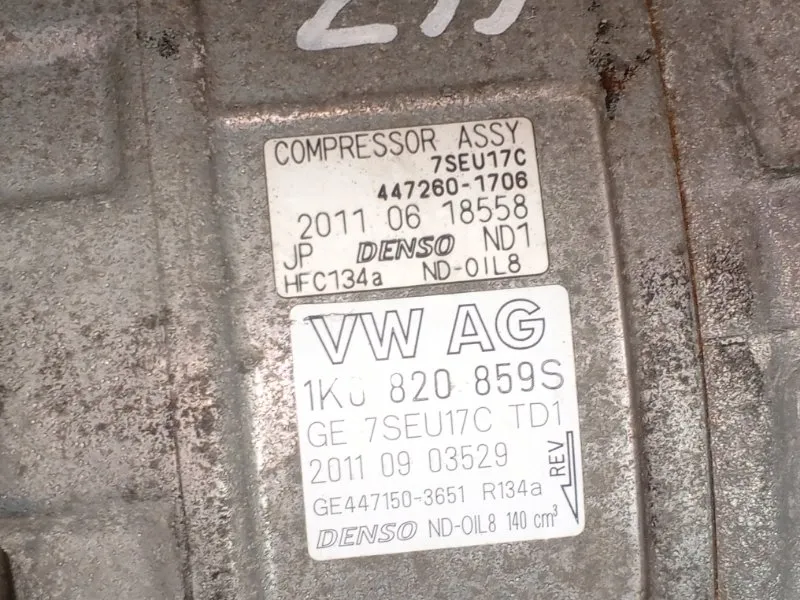 COMPRESSOR ASSY
7SEU17C
447260-1706
2011 06 18558
JP DENSO ND1
HFC134a ND-OIL8
VW AG
1K0 820 859S
GE 7SEU17C TD1
2011 09 03529
REV
GE447150-3651 R134a
DENSO ND-OIL8 140 cm³